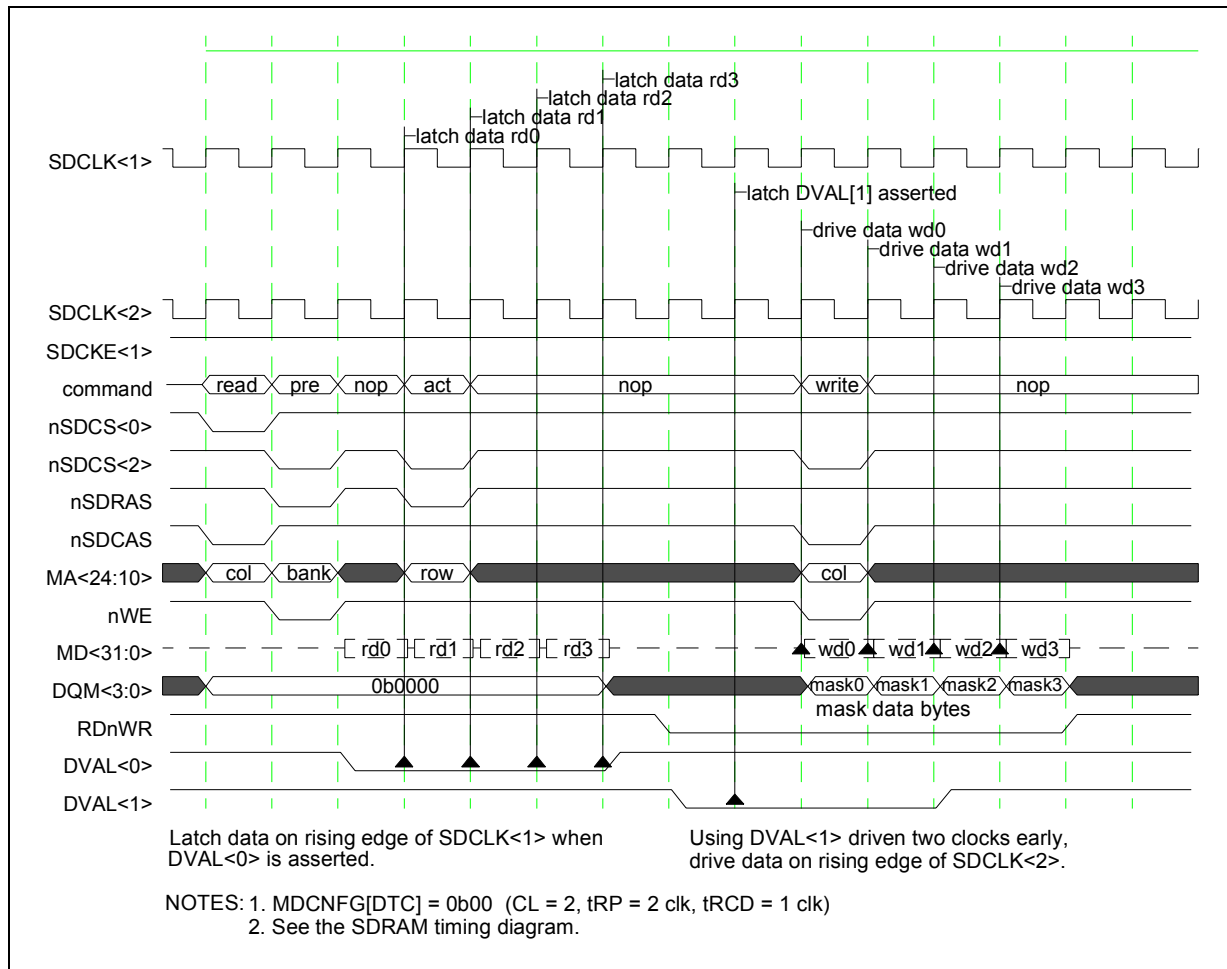 latch data rd3
latch data rd2
latch data rd1
latch data rd0
SDCLK<1>
latch DVAL[1] asserted
drive data wd0
drive data wd1
drive data wd2
drive data wd3
SDCLK<2>
SDCKE<1>
command read pre nop act nop write nop
nSDCS<0>
nSDCS<2>
nSDRAS
nSDCAS
MA<24:10> col bank row col
nWE
MD<31:0> rd0 rd1 rd2 rd3 wd0 wd1 wd2 wd3
DQM<3:0> 0b0000 mask0 mask1 mask2 mask3
mask data bytes
RDnWR
DVAL<0>
DVAL<1>
Latch data on rising edge of SDCLK<1> when
DVAL<0> is asserted.
Using DVAL<1> driven two clocks early,
drive data on rising edge of SDCLK<2>.
NOTES: 1. MDCNFG[DTC] = 0b00 (CL = 2, tRP = 2 clk, tRCD = 1 clk)
2. See the SDRAM timing diagram.